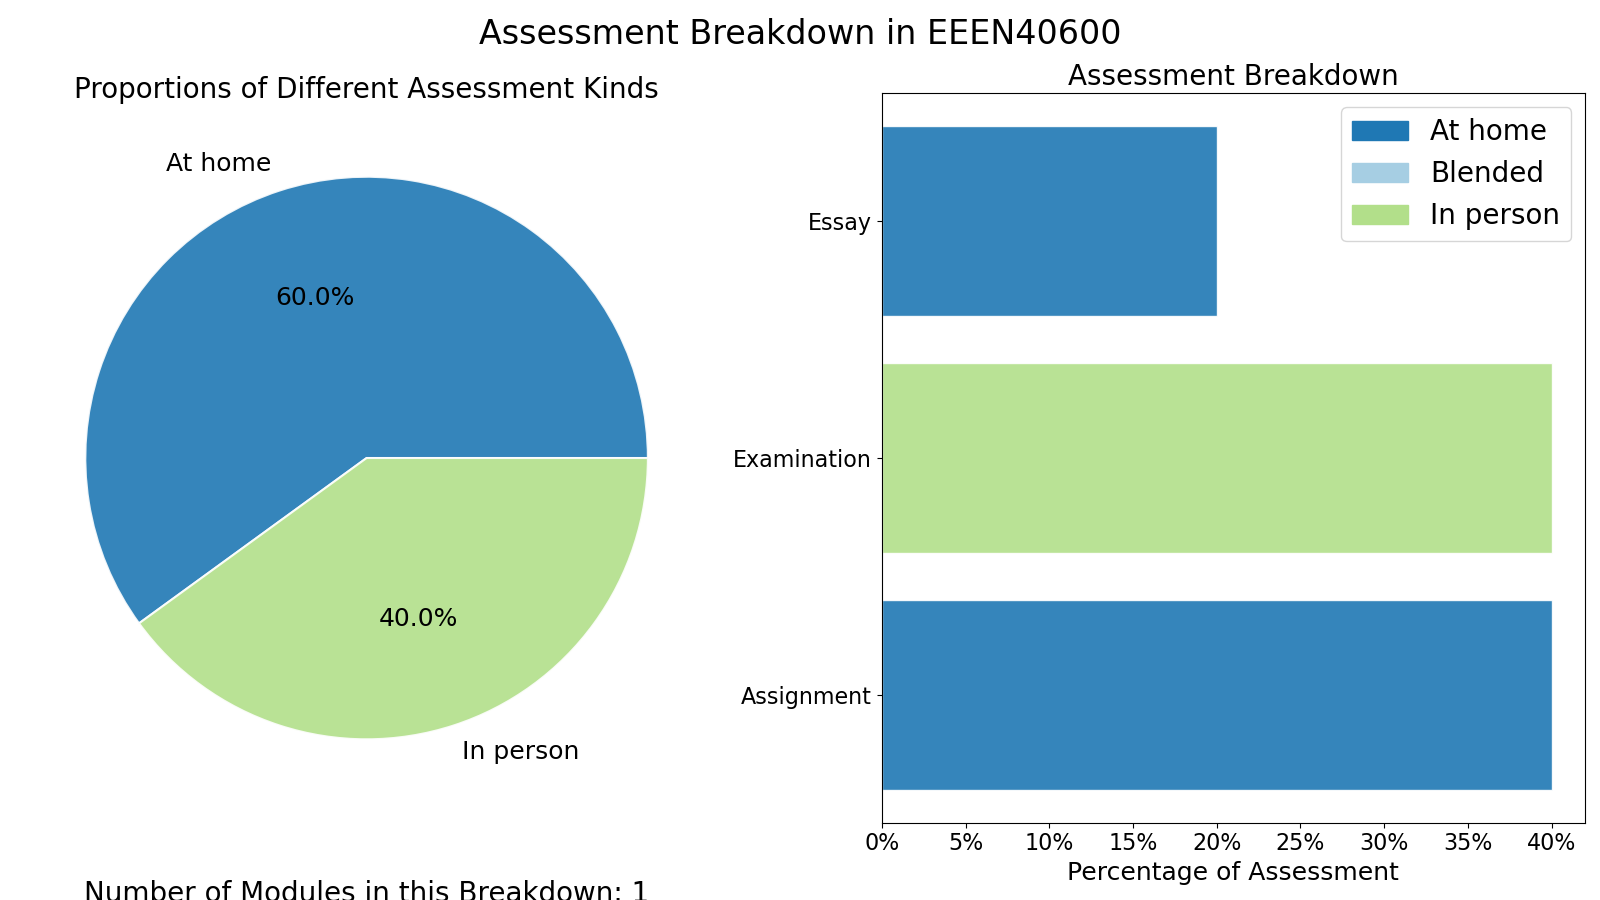 Assessment Breakdown in EEEN40600
Proportions of Different Assessment Kinds
At home
60.0%
40.0%
In person
Number of Modules in this Breakdown: 1
Assessment Breakdown
At home
Blended
In person
Essay
Examination
Assignment
0% 5% 10% 15% 20% 25% 30% 35% 40%
Percentage of Assessment